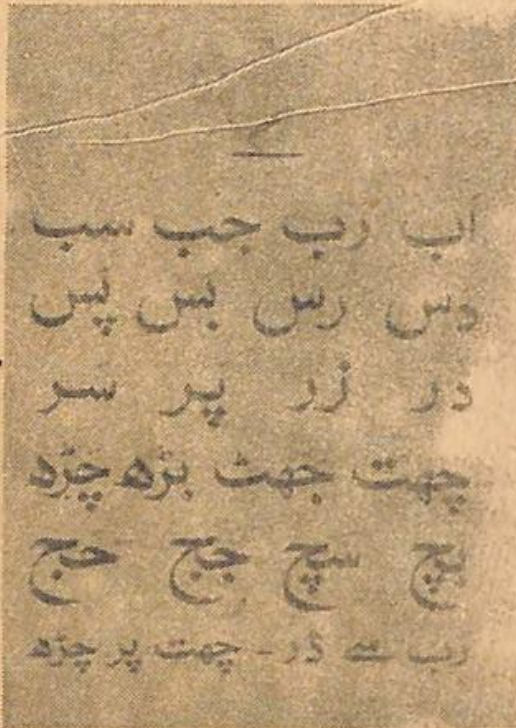 اب رب جب سب
دس رس بس پس
در زر پر سر
چھت جھٹ بڑھ چڑھ
بچ سچ جج حج
رب سے ڈر - چھت پر چڑھ